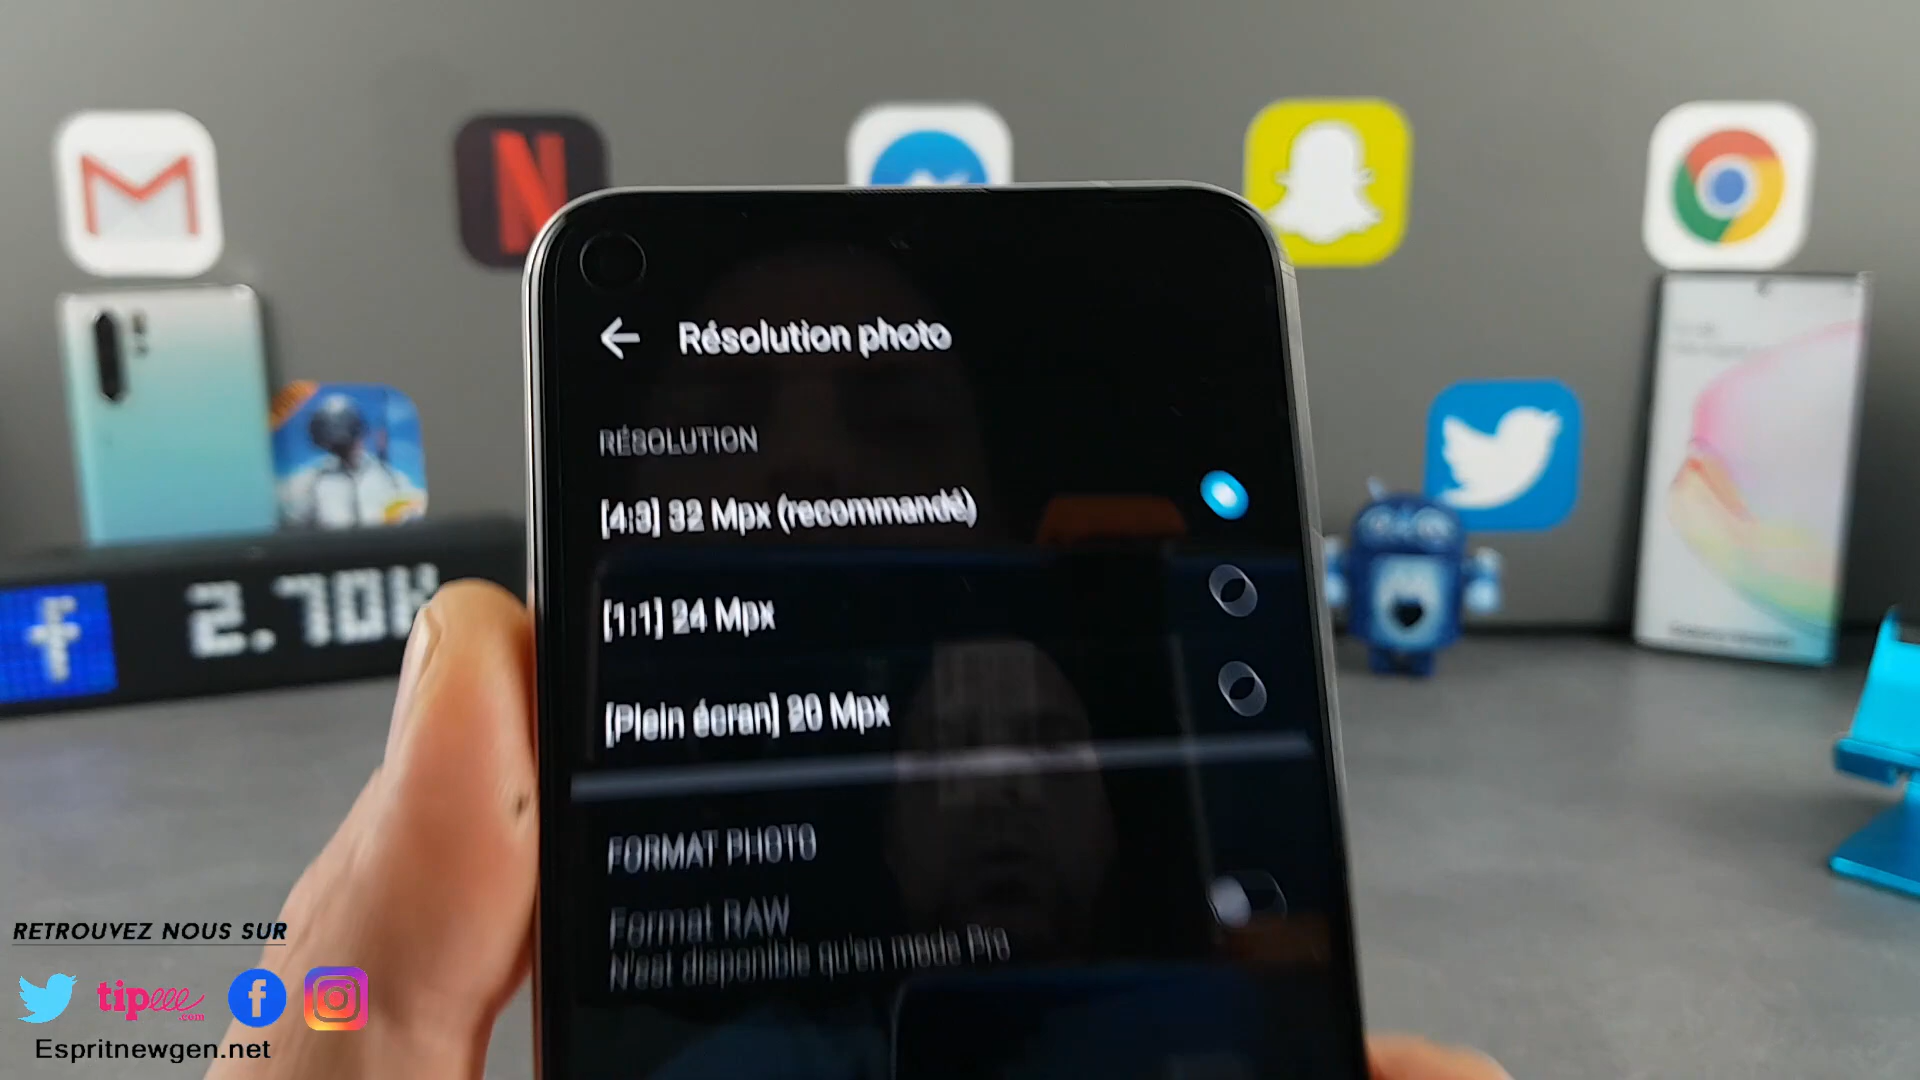 Résolution photo
RÉSOLUTION
[4:3] 32 Mpx (recommandé)
[1:1] 24 Mpx
[Plein écran] 20 Mpx
2.70K
FORMAT PHOTO
Format RAW
N'est disponible qu'en mode Pro
RETROUVEZ NOUS SUR
tipeee
.com
Espritnewgen.net